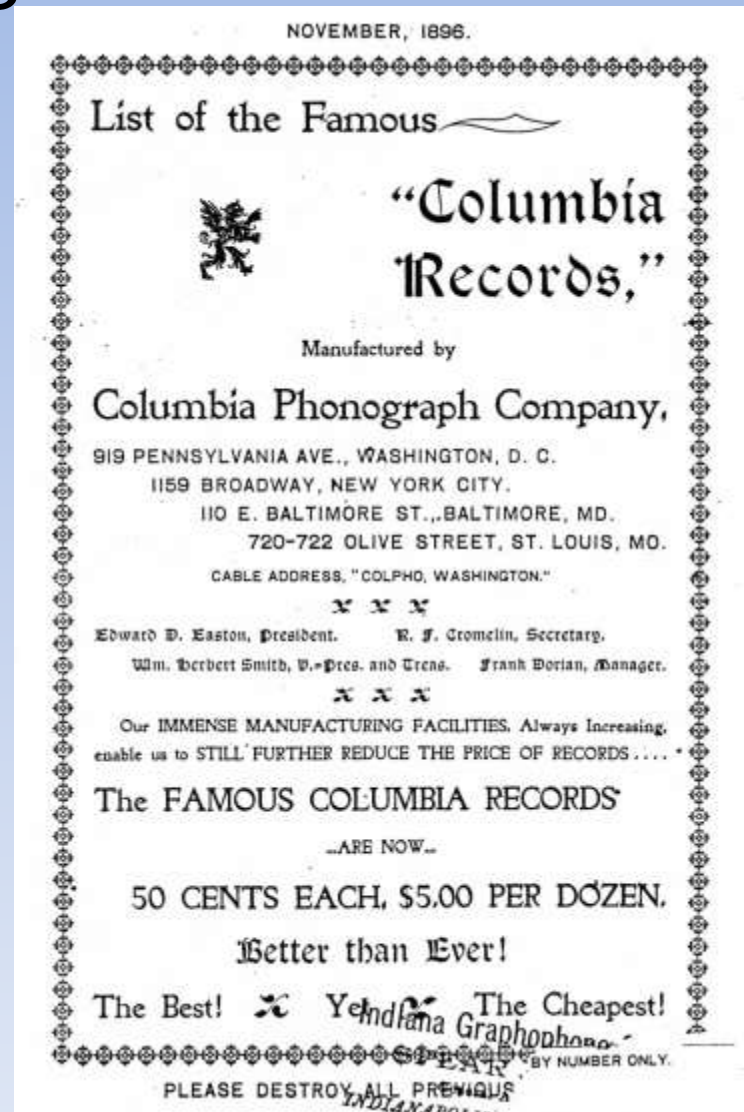 NOVEMBER, 1896.
List of the Famous
"Columbia
Records,"
Manufactured by
Columbia Phonograph Company,
919 PENNSYLVANIA AVE., WASHINGTON, D. C.
1159 BROADWAY, NEW YORK CITY.
110 E. BALTIMORE ST., BALTIMORE, MD.
720-722 OLIVE STREET, ST. LOUIS, MO.
CABLE ADDRESS, "COLPHO, WASHINGTON."
Edward D. Easton, President. R. F. Cromelin, Secretary.
Wm. Herbert Smith, V.-Pres. and Treas. Frank Dorian, Manager.
Our IMMENSE MANUFACTURING FACILITIES, Always Increasing,
enable us to STILL FURTHER REDUCE THE PRICE OF RECORDS....
The FAMOUS COLUMBIA RECORDS
...ARE NOW...
50 CENTS EACH, $5.00 PER DOZEN.
Better than Ever!
The Best! The Cheapest!
Indiana Graphophone
BY NUMBER ONLY.
PLEASE DESTROY ALL PREVIOUS